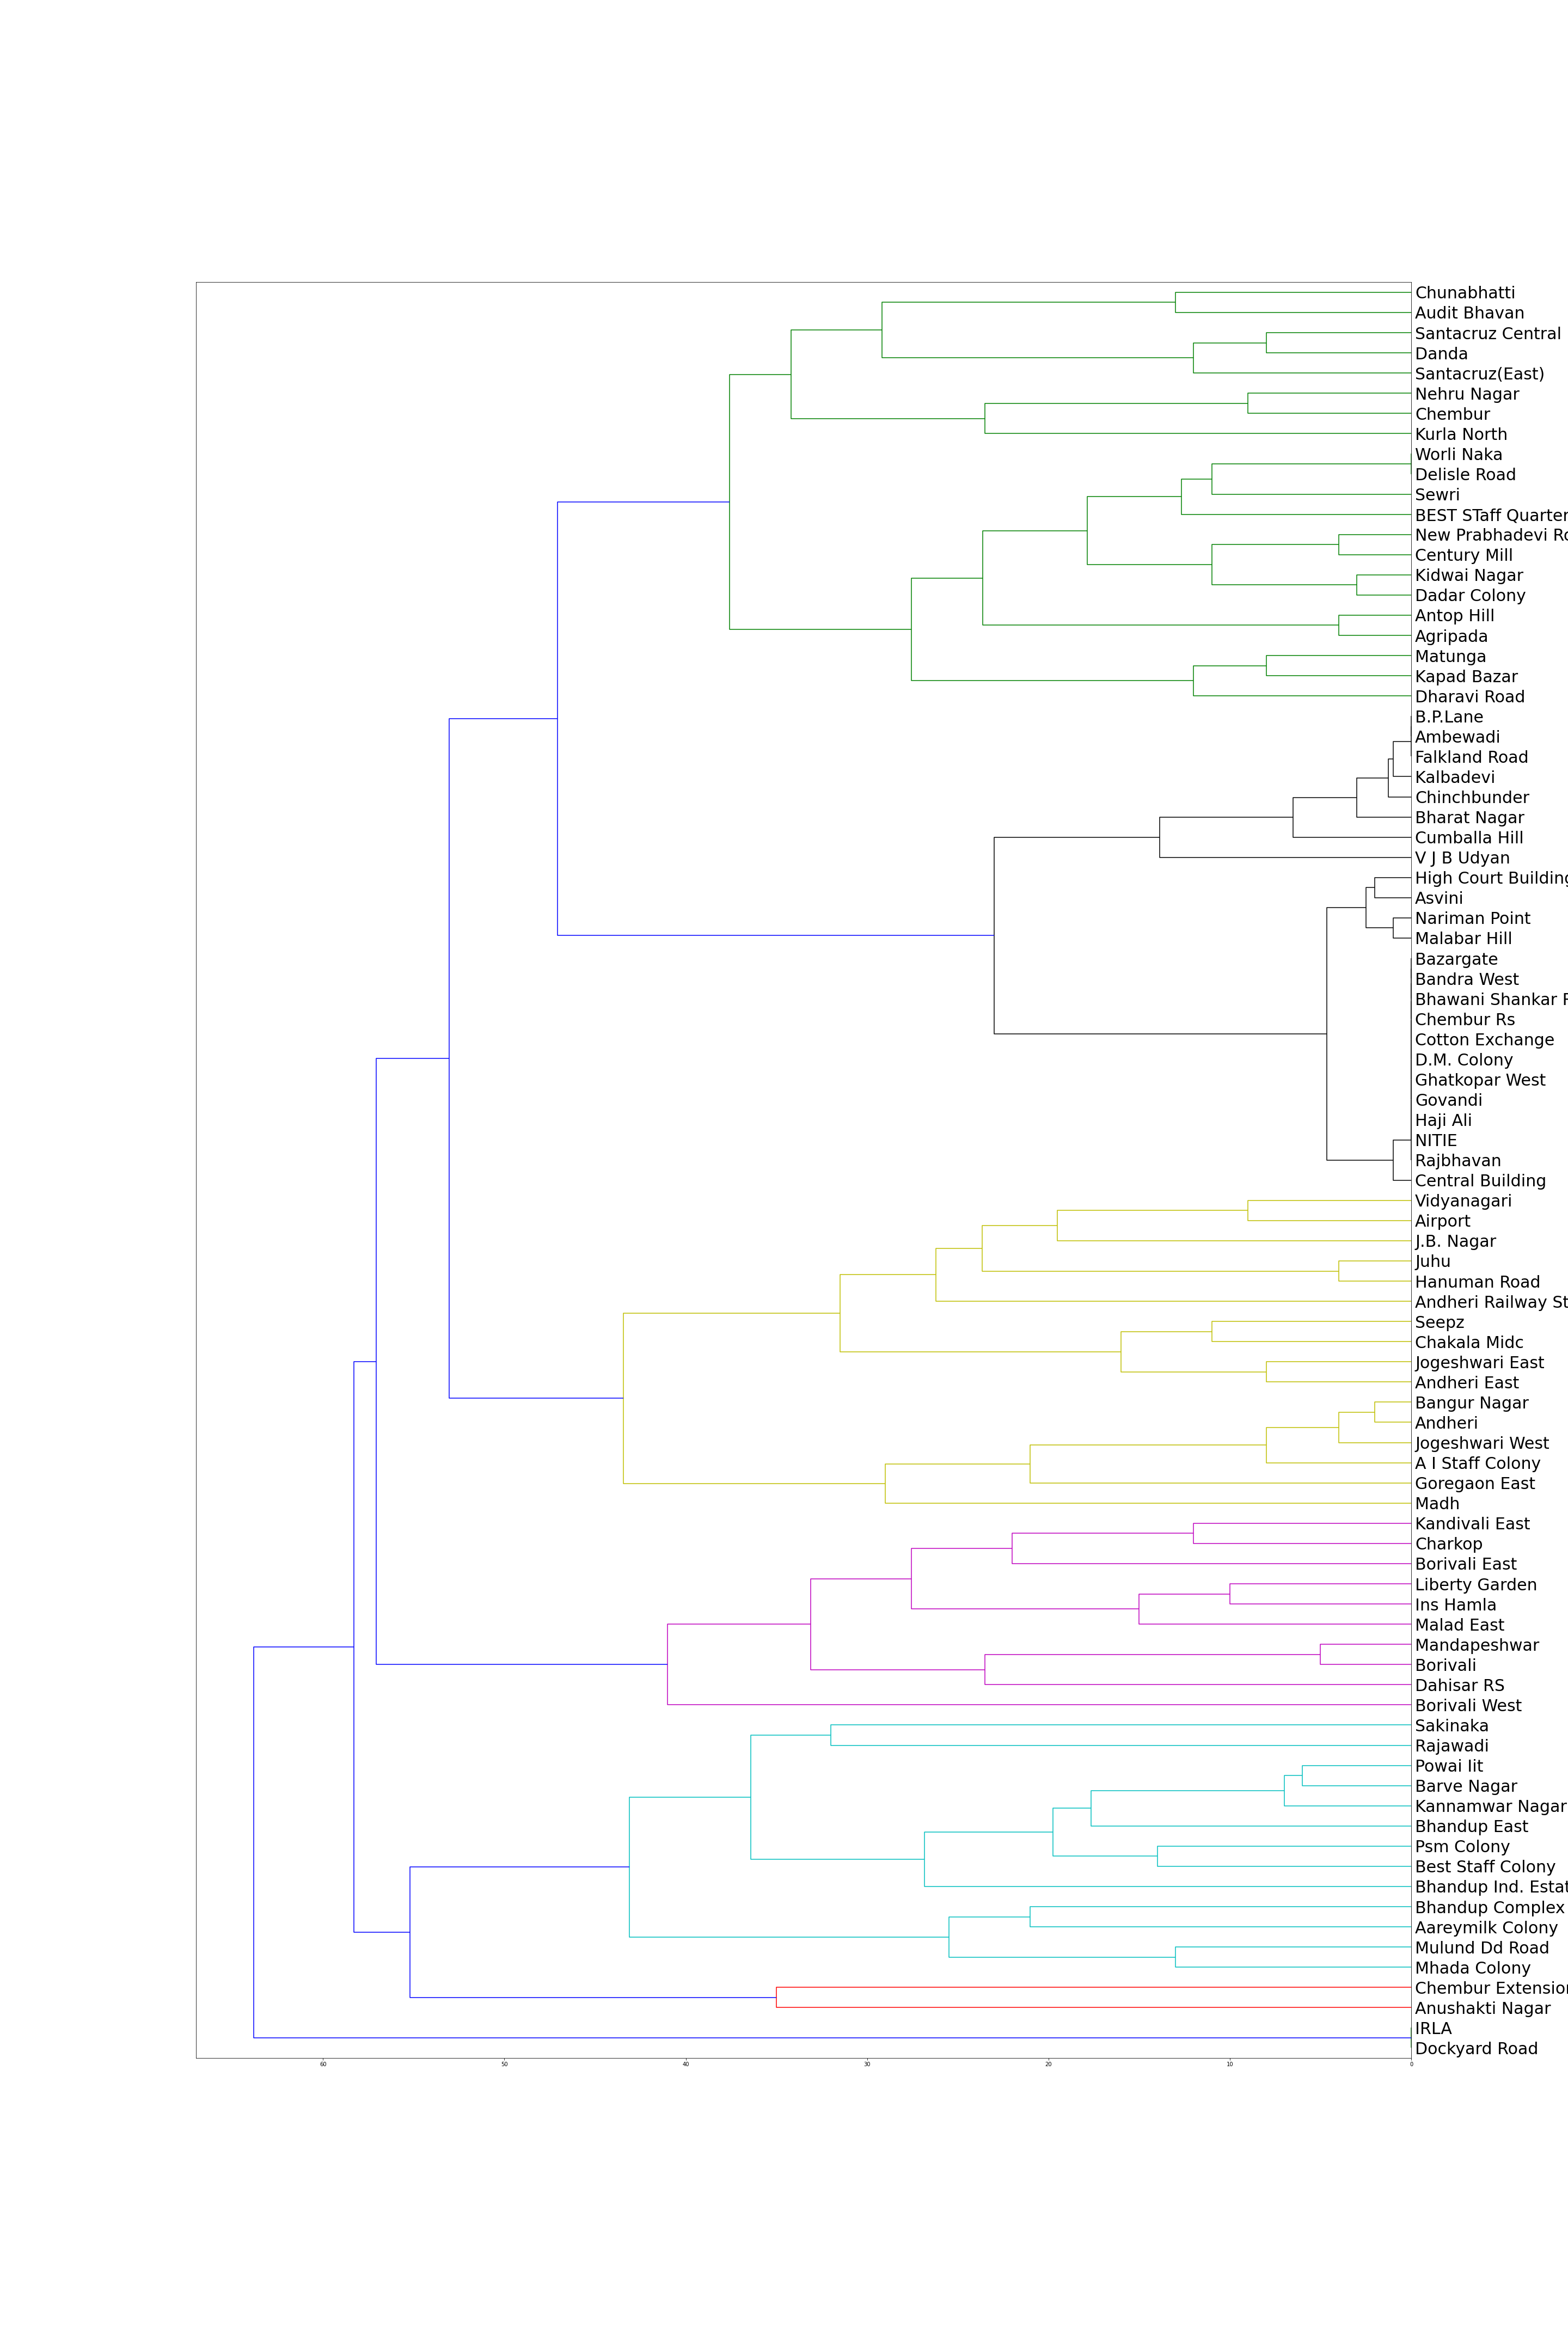 Chunabhatti
Audit Bhavan
Santacruz Central
Danda
Santacruz(East)
Nehru Nagar
Chembur
Kurla North
Worli Naka
Delisle Road
Sewri
BEST STaff Quarter
New Prabhadevi Ro
Century Mill
Kidwai Nagar
Dadar Colony
Antop Hill
Agripada
Matunga
Kapad Bazar
Dharavi Road
B.P.Lane
Ambewadi
Falkland Road
Kalbadevi
Chinchbunder
Bharat Nagar
Cumballa Hill
V J B Udyan
High Court Building
Asvini
Nariman Point
Malabar Hill
Bazargate
Bandra West
Bhawani Shankar
Chembur Rs
Cotton Exchange
D.M. Colony
Ghatkopar West
Govandi
Haji Ali
NITIE
Rajbhavan
Central Building
Vidyanagari
Airport
J.B. Nagar
Juhu
Hanuman Road
Andheri Railway St
Seepz
Chakala Midc
Jogeshwari East
Andheri East
Bangur Nagar
Andheri
Jogeshwari West
A I Staff Colony
Goregaon East
Madh
Kandivali East
Charkop
Borivali East
Liberty Garden
Ins Hamla
Malad East
Mandapeshwar
Borivali
Dahisar RS
Borivali West
Sakinaka
Rajawadi
Powai Iit
Barve Nagar
Kannamwar Nagar
Bhandup East
Psm Colony
Best Staff Colony
Bhandup Ind. Estat
Bhandup Complex
Aareymilk Colony
Mulund Dd Road
Mhada Colony
Chembur Extension
Anushakti Nagar
IRLA
Dockyard Road
60 50 40 30 20 10 0